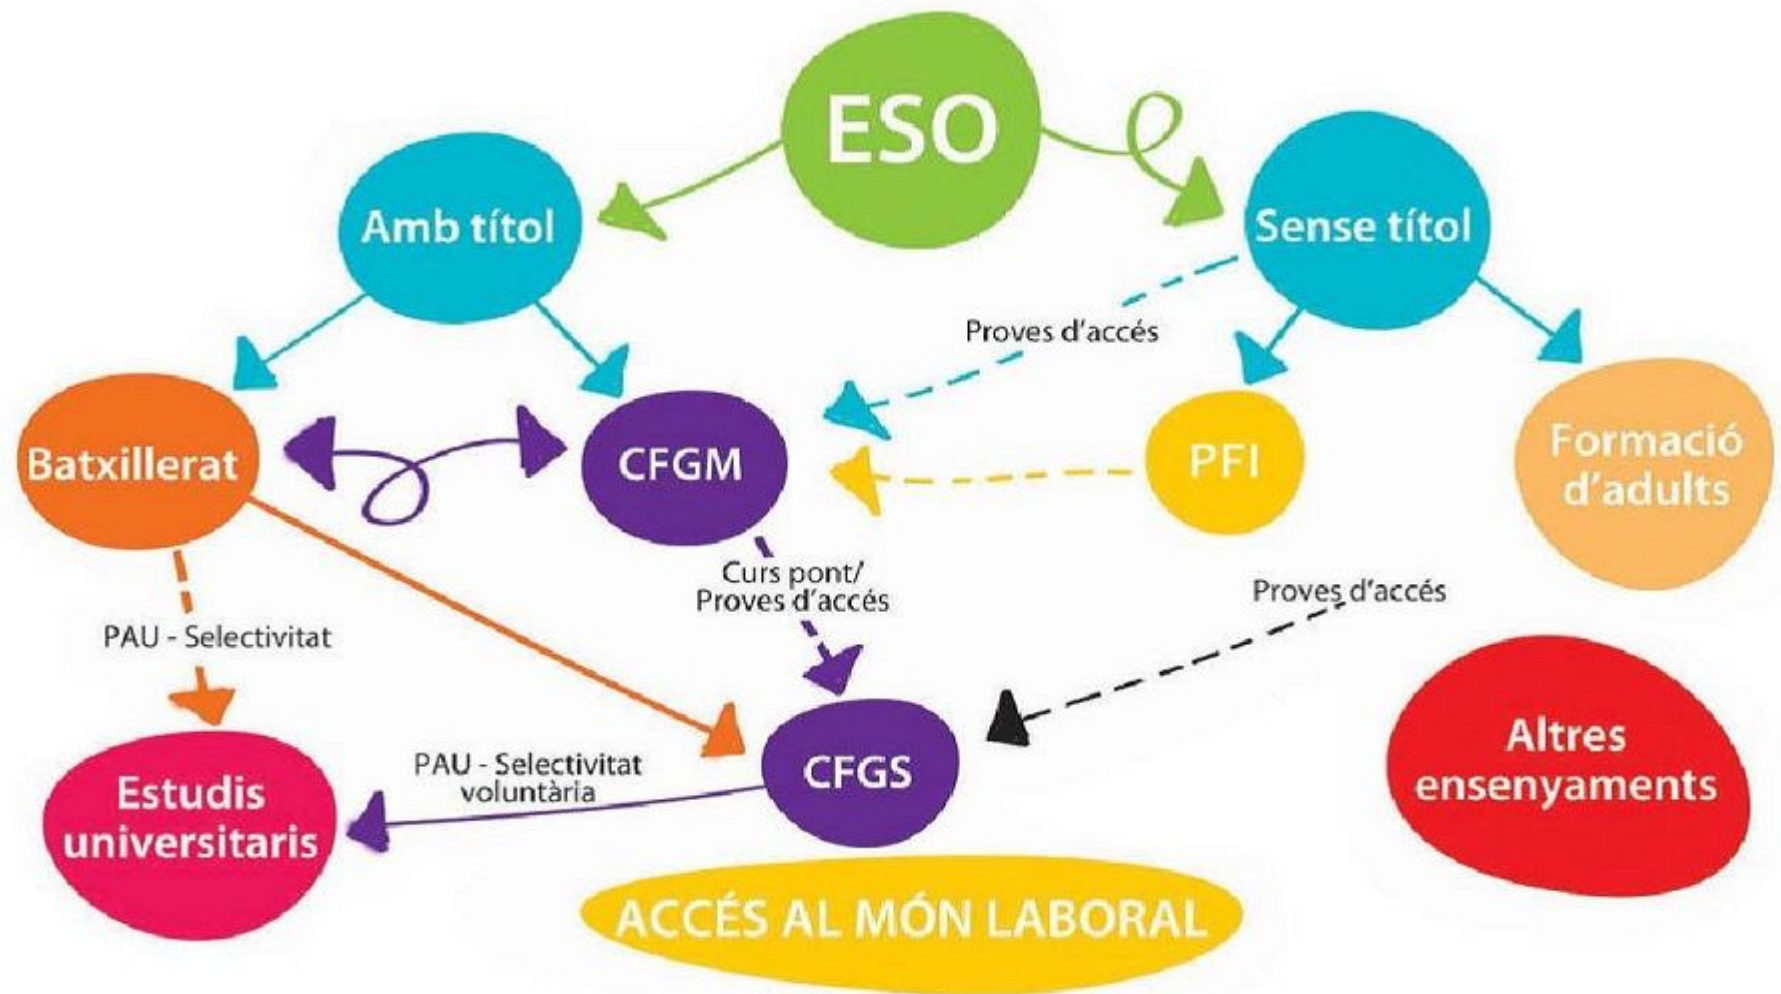 ESO
Amb títol
Sense títol
Proves d'accés
Batxillerat
CFGM
PFI
Formació
d'adults
Curs pont/
Proves d'accés
Proves d'accés
PAU - Selectivitat
Altres
ensenyaments
PAU - Selectivitat
voluntària
CFGS
Estudis
universitaris
ACCÉS AL MÓN LABORAL